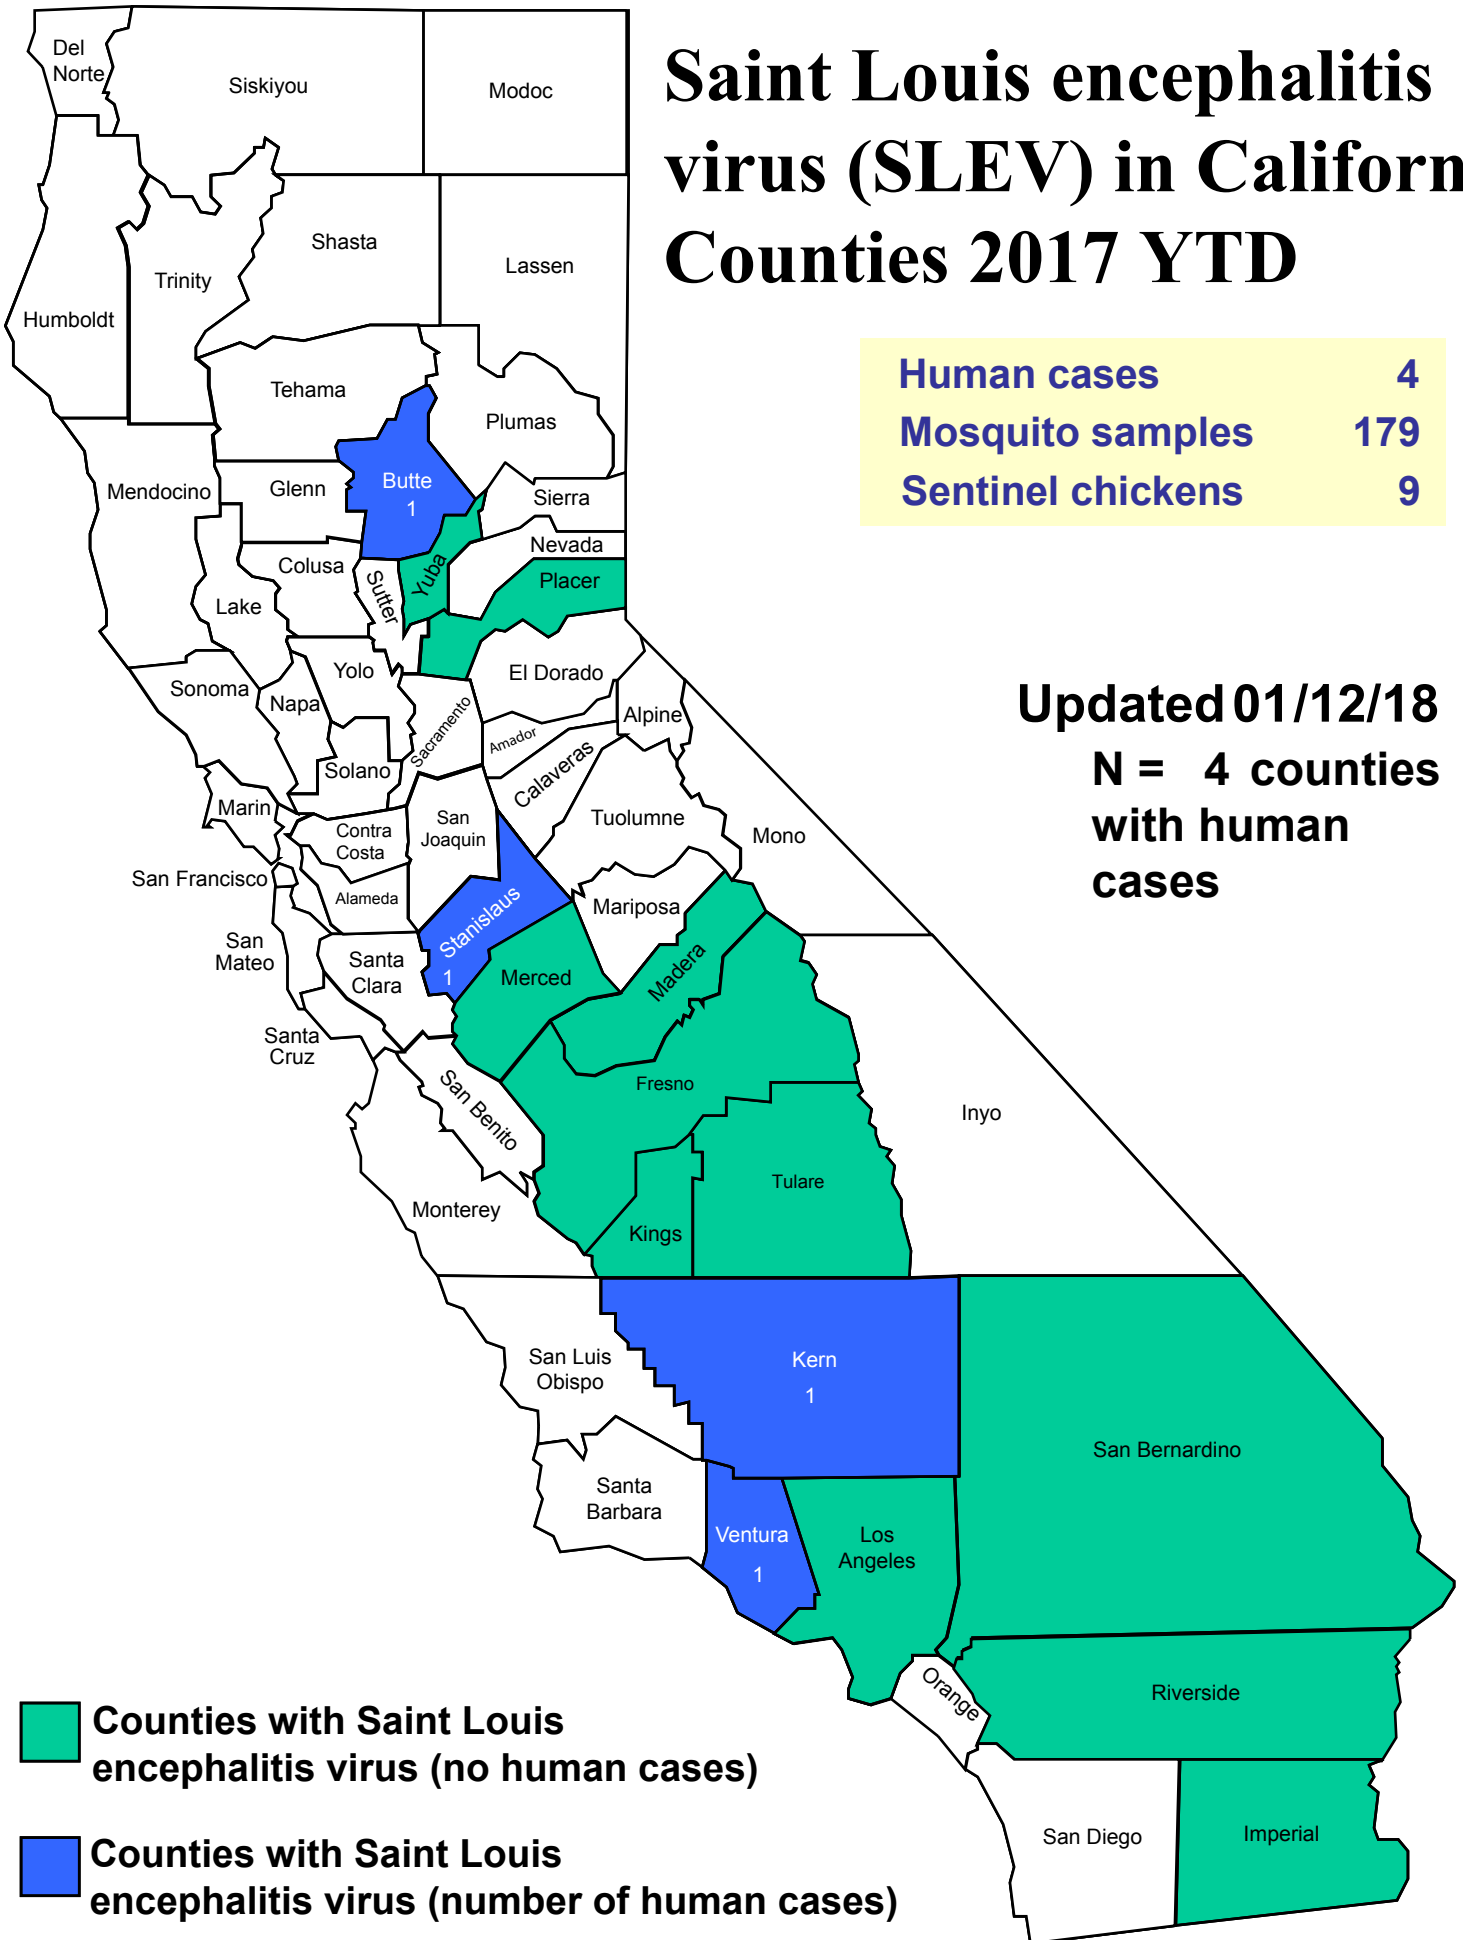 Saint Louis encephalitis
virus (SLEV) in Californ
Counties 2017 YTD
Human cases 4
Mosquito samples 179
Sentinel chickens 9
Updated 01/12/18
N = 4 counties
with human
cases
Del
Norte
Siskiyou
Modoc
Shasta
Lassen
Trinity
Humboldt
Tehama
Plumas
Butte
1
Mendocino
Glenn
Sierra
Nevada
Colusa
Sutter
Yuba
Placer
Lake
El Dorado
Yolo
Sonoma
Napa
Sacramento
Alpine
Amador
Solano
Calaveras
Marin
San
Joaquin
Tuolumne
Contra
Costa
Mono
San Francisco
Alameda
Mariposa
Stanislaus
1
San
Mateo
Santa
Clara
Merced
Madera
Santa
Cruz
Fresno
San Benito
Inyo
Tulare
Monterey
Kings
San Luis
Obispo
Kern
1
San Bernardino
Santa
Barbara
Ventura
1
Los
Angeles
Orange
Riverside
San Diego
Imperial
Counties with Saint Louis
encephalitis virus (no human cases)
Counties with Saint Louis
encephalitis virus (number of human cases)